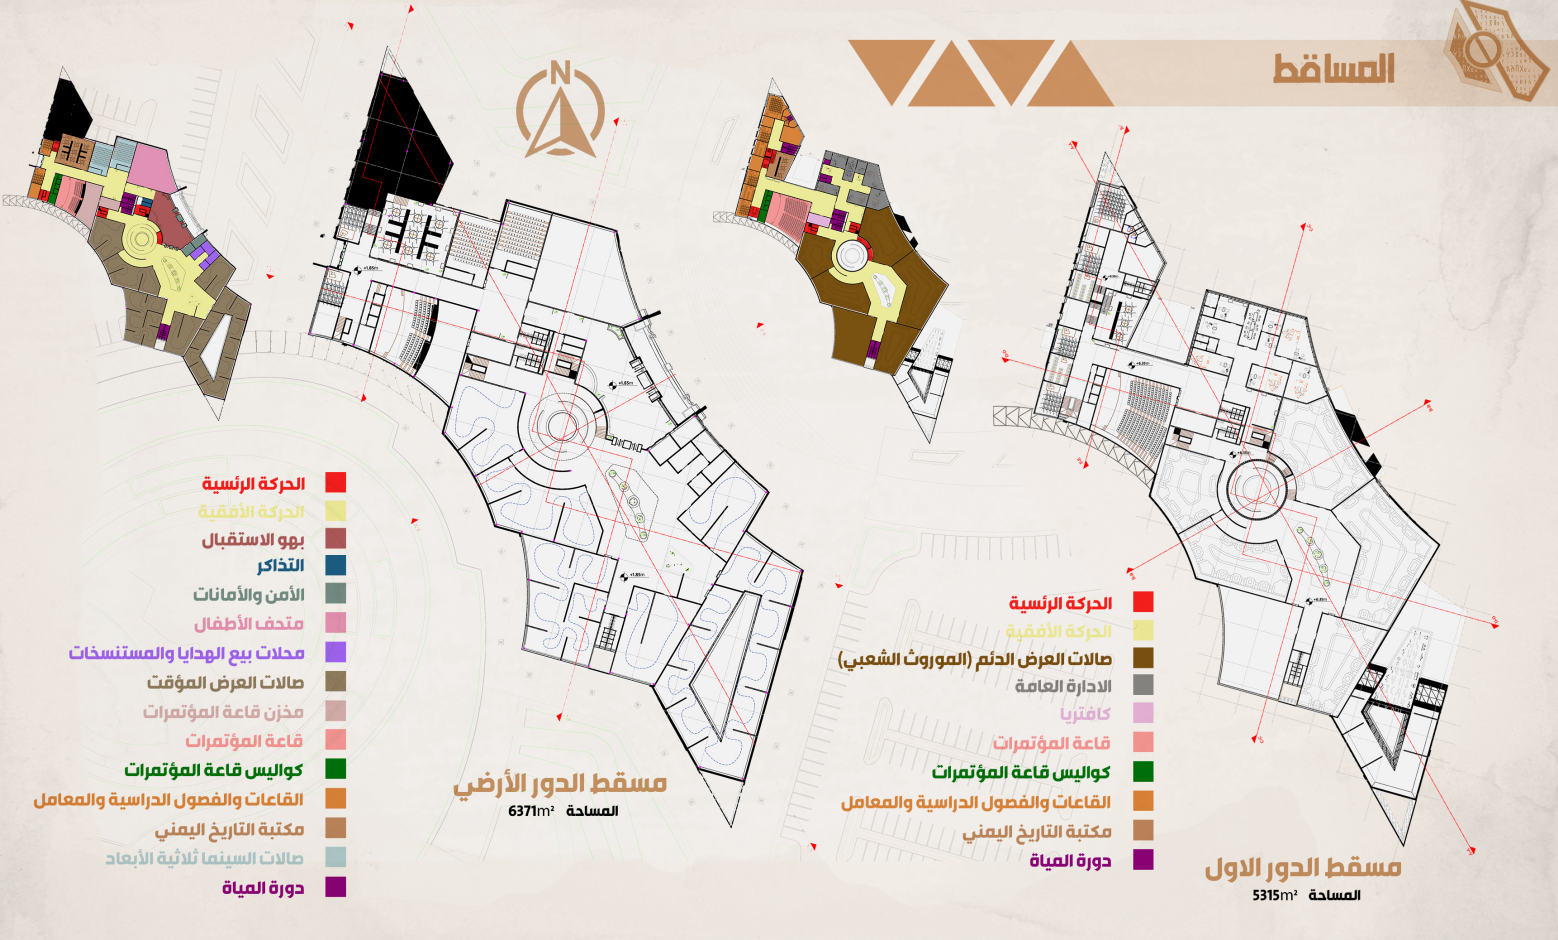 المساقط
N
الحركة الرئسية
الحركة الأفقية
بهو الاستقبال
التذاكر
الأمن والأمانات
متحف الأطفال
محلات بيع الهدايا والمستنسخات
صالات العرض المؤقت
مخزن قاعة المؤتمرات
قاعة المؤتمرات
كواليس قاعة المؤتمرات
القاعات والفصول الدراسية والمعامل
مكتبة التاريخ اليمني
صالات السينما ثلاثية الأبعاد
دورة المياة
مسقط الدور الأرضي
المساحة 6371m²
الحركة الرئسية
الحركة الأفقية
صالات العرض الدئم (الموروث الشعبي)
الادارة العامة
كافتريا
قاعة المؤتمرات
كواليس قاعة المؤتمرات
القاعات والفصول الدراسية والمعامل
مكتبة التاريخ اليمني
دورة المياة
مسقط الدور الاول
المساحة 5315m²